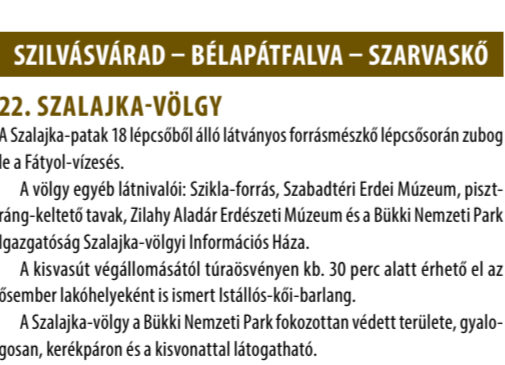 SZILVÁSVÁRAD – BÉLAPÁTFALVA – SZARVASKŐ
22. SZALAJKA-VÖLGY
A Szalajka-patak 18 lépcsőből álló látványos forrásmészkő lépcsősorán zubog
le a Fátyol-vízesés.
A völgy egyéb látnivalói: Szikla-forrás, Szabadtéri Erdei Múzeum, piszt-
ráng-keltető tavak, Zilahy Aladár Erdészeti Múzeum és a Bükki Nemzeti Park
Igazgatóság Szalajka-völgyi Információs Háza.
A kisvasút végállomásától túraösvényen kb. 30 perc alatt érhető el az
ősember lakóhelyeként is ismert Istállós-kői-barlang.
A Szalajka-völgy a Bükki Nemzeti Park fokozottan védett területe, gyalo-
gosan, kerékpáron és a kisvonattal látogatható.